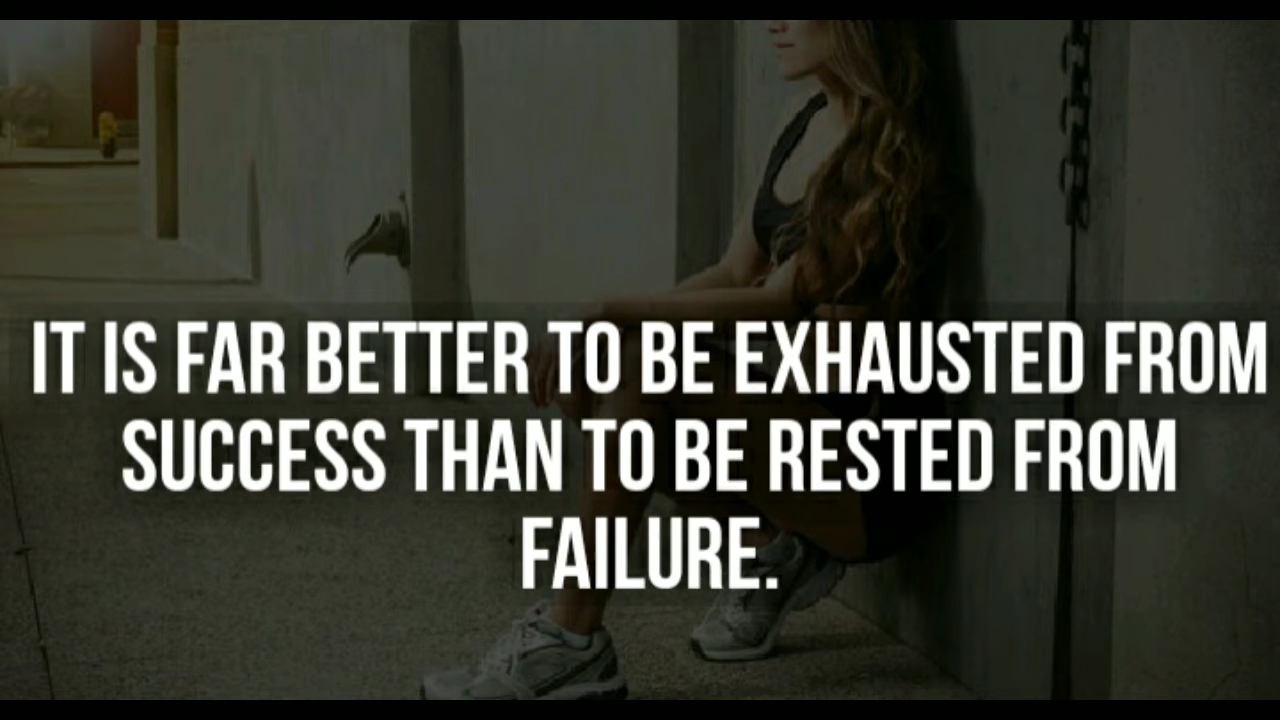 IT IS FAR BETTER TO BE EXHAUSTED FROM
SUCCESS THAN TO BE RESTED FROM
FAILURE.